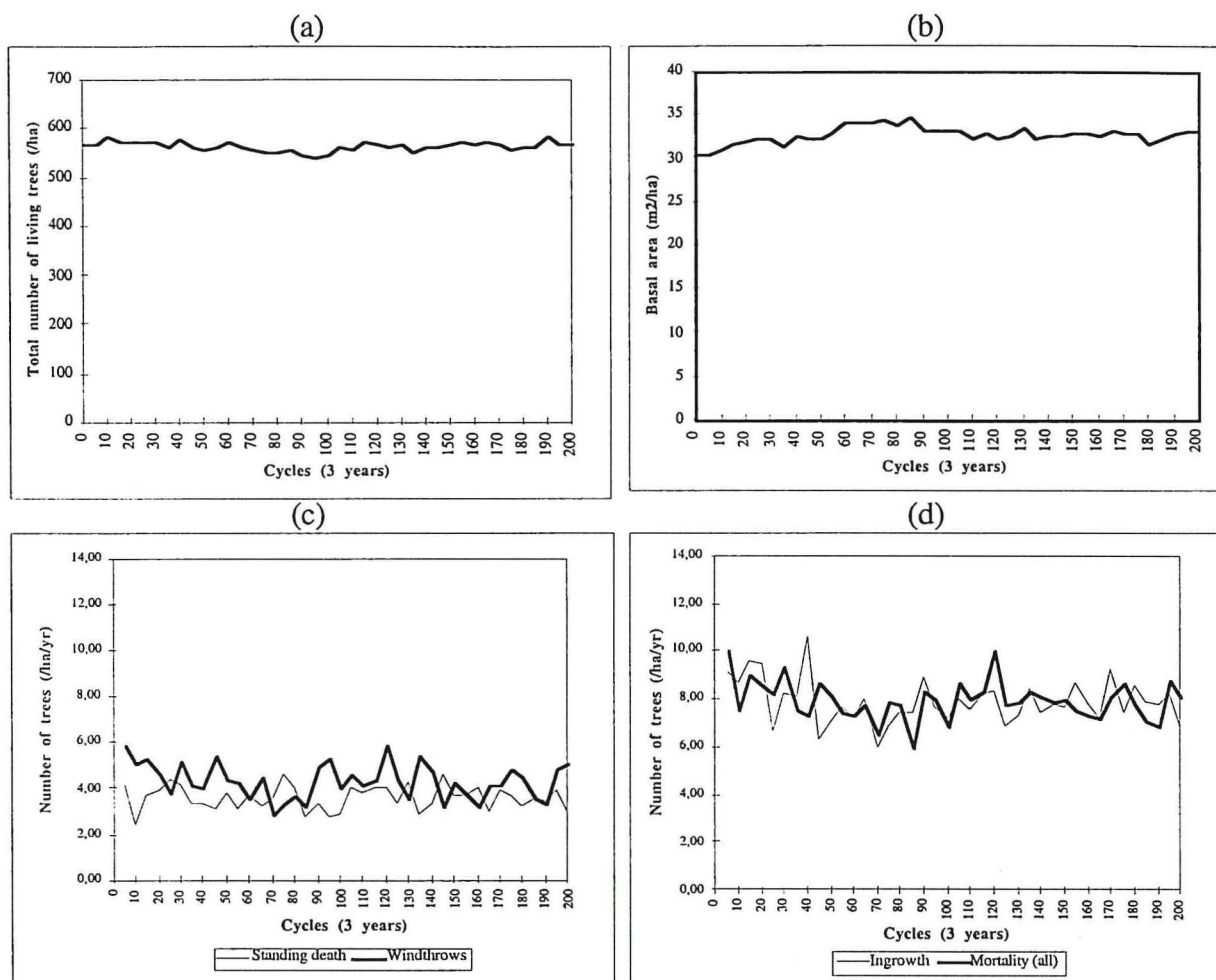 (a)
Total number of living trees (/ha)
700
600
500
400
300
200
100
0
0 10 20 30 40 50 60 70 80 90 100 110 120 130 140 150 160 170 180 190 200
Cycles (3 years)
(b)
Basal area (m2/ha)
40
35
30
25
20
15
10
5
0
0 10 20 30 40 50 60 70 80 90 100 110 120 130 140 150 160 170 180 190 200
Cycles (3 years)
(c)
Number of trees (/ha/yr)
14,00
12,00
10,00
8,00
6,00
4,00
2,00
0,00
0 10 20 30 40 50 60 70 80 90 100 110 120 130 140 150 160 170 180 190 200
Cycles (3 years)
Standing death Windthrows
(d)
Number of trees (/ha/yr)
14,00
12,00
10,00
8,00
6,00
4,00
2,00
0,00
0 10 20 30 40 50 60 70 80 90 100 110 120 130 140 150 160 170 180 190 200
Cycles (3 years)
Ingrowth Mortality (all)